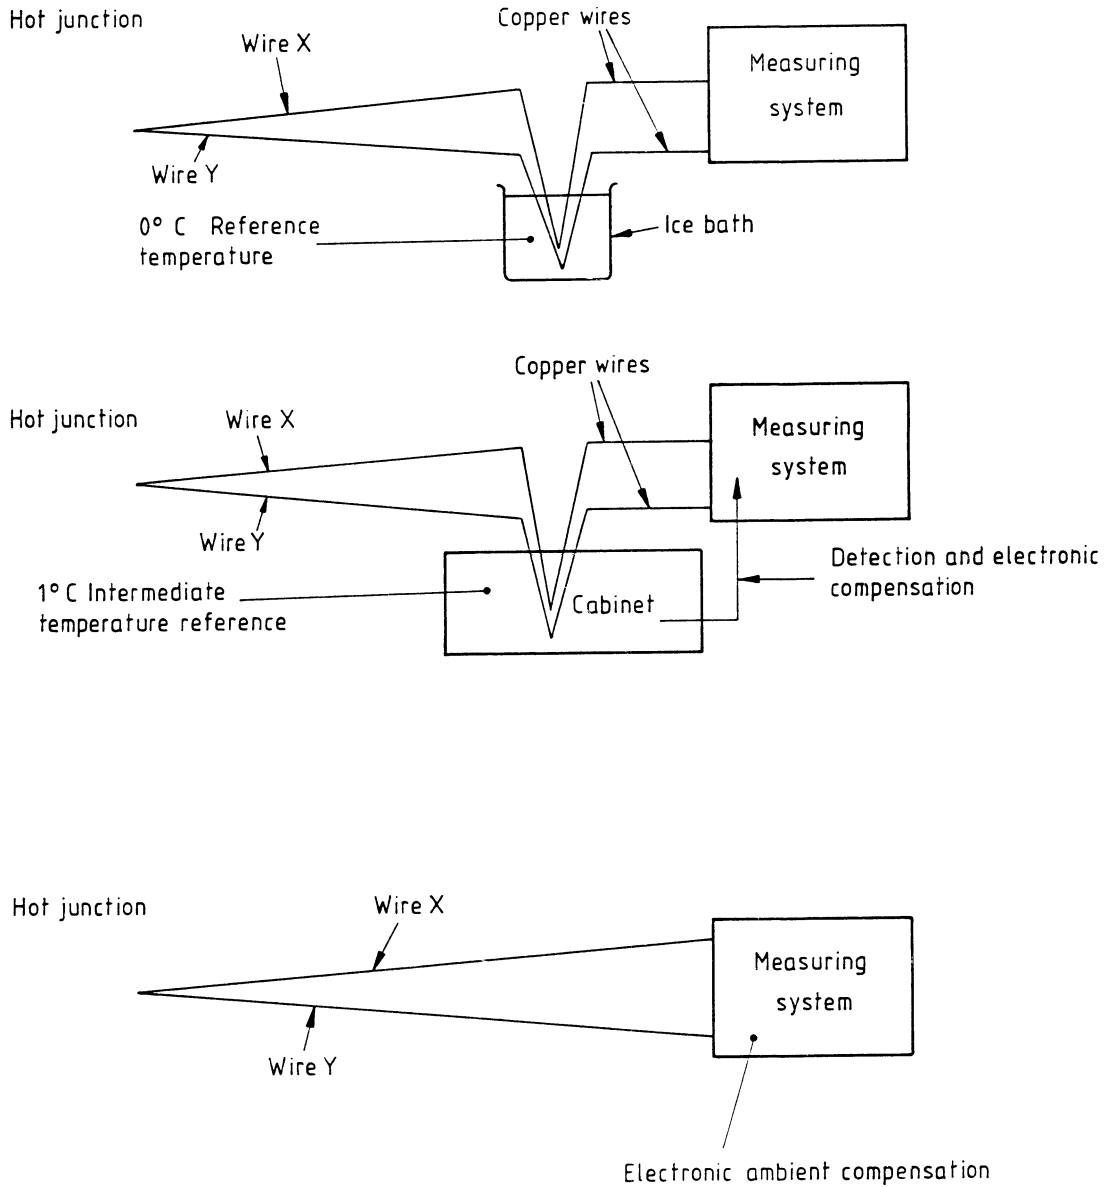 Hot junction
Copper wires
Wire X
Measuring
system
Wire Y
0° C Reference
temperature
Ice bath
Copper wires
Hot junction
Wire X
Measuring
system
Wire Y
Detection and electronic
compensation
1° C Intermediate
temperature reference
Cabinet
Hot junction
Wire X
Measuring
system
Wire Y
Electronic ambient compensation